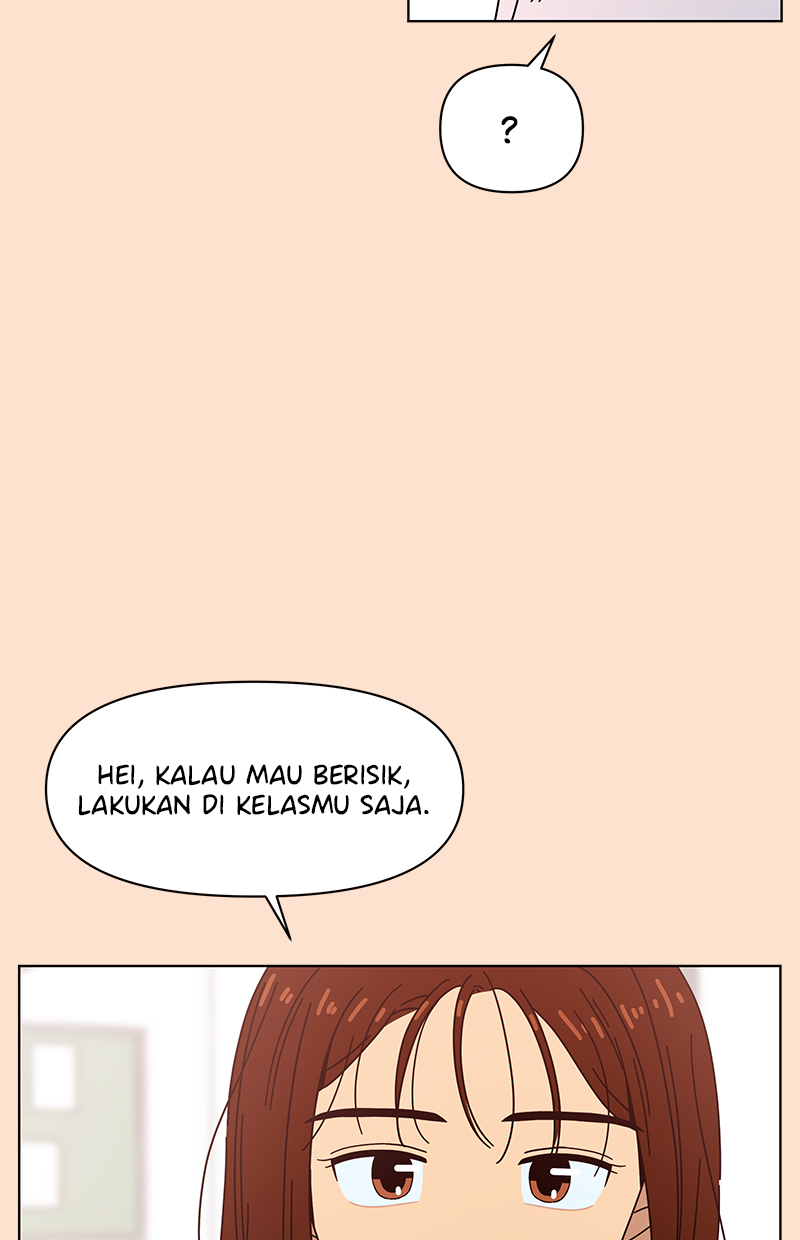 ?
HEI, KALAU MAU BERISIK,
LAKUKAN DI KELASMU SAJA.